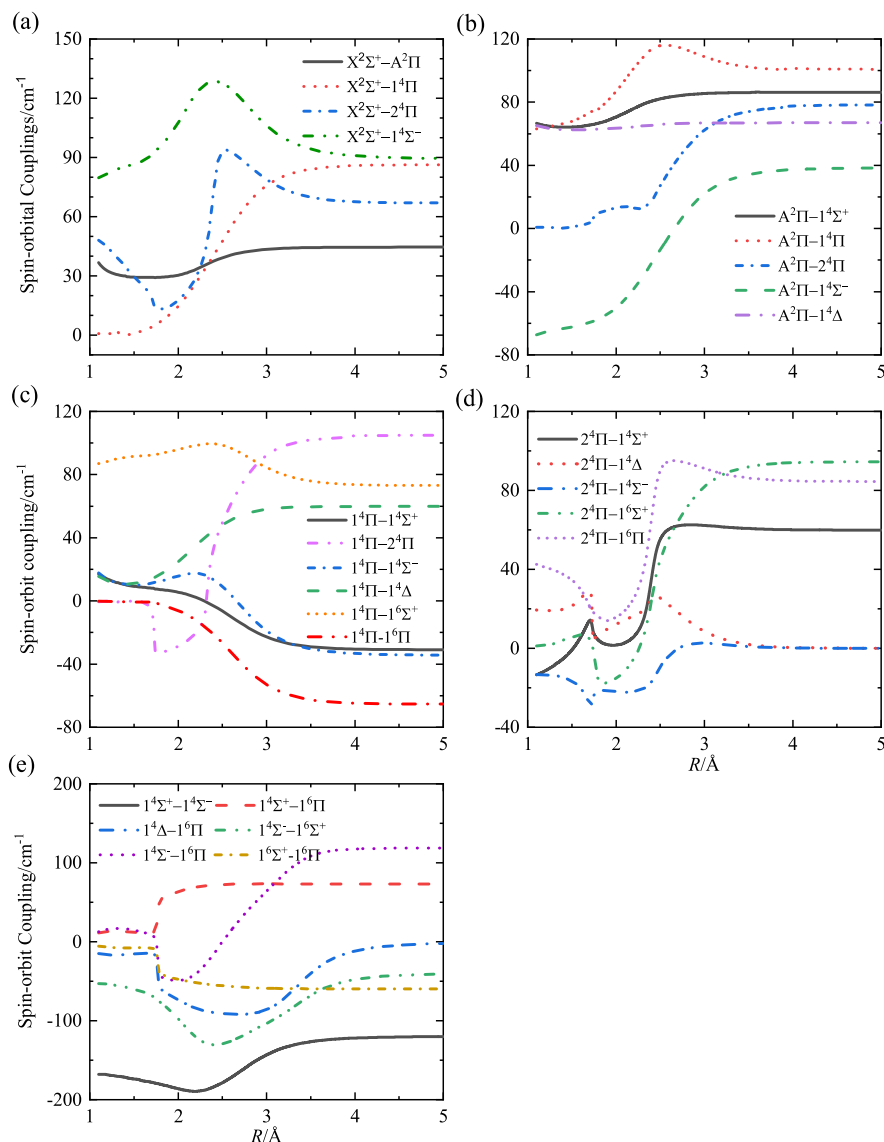 (a)
150
120
90
60
30
0
Spin-orbital Couplings/cm⁻¹
X²Σ⁺–A²Π
X²Σ⁺–1⁴Π
X²Σ⁺–2⁴Π
X²Σ⁺–1⁴Σ⁻
1 2 3 4 5
(b)
120
80
40
0
-40
-80
A²Π–1⁴Σ⁺
A²Π–1⁴Π
A²Π–2⁴Π
A²Π–1⁴Σ⁻
A²Π–1⁴Δ
1 2 3 4 5
(c)
120
80
40
0
-40
-80
Spin-orbit coupling/cm⁻¹
1⁴Π–1⁴Σ⁺
1⁴Π–2⁴Π
1⁴Π–1⁴Σ⁻
1⁴Π–1⁴Δ
1⁴Π–1⁶Σ⁺
1⁴Π-1⁶Π
1 2 3 4 5
(d)
120
80
40
0
-40
2⁴Π–1⁴Σ⁺
2⁴Π–1⁴Δ
2⁴Π–1⁴Σ⁻
2⁴Π–1⁶Σ⁺
2⁴Π–1⁶Π
1 2 3 4 5
R/Å
(e)
200
100
0
-100
-200
Spin-orbit Coupling/cm⁻¹
1⁴Σ⁺–1⁴Σ⁻ 1⁴Σ⁺–1⁶Π
1⁴Δ–1⁶Π 1⁴Σ⁻–1⁶Σ⁺
1⁴Σ⁻–1⁶Π 1⁶Σ⁺-1⁶Π
1 2 3 4 5
R/Å